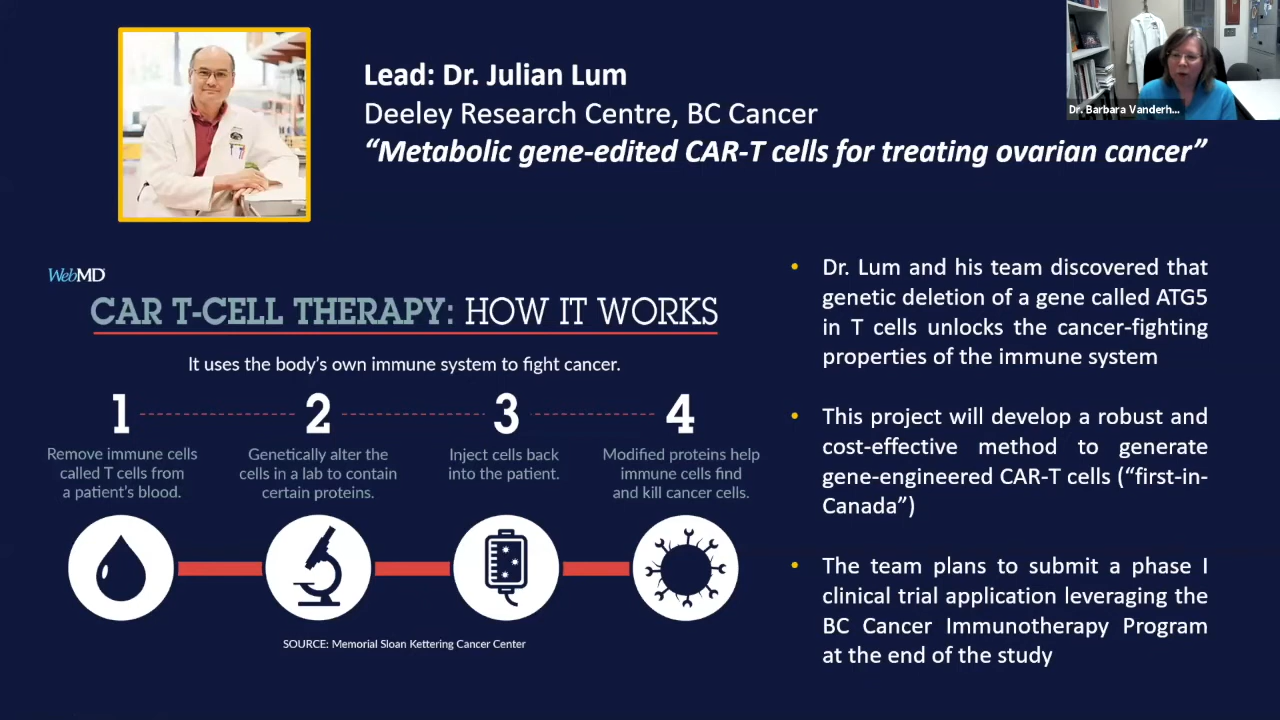 Lead: Dr. Julian Lum
Deeley Research Centre, BC Cancer
“Metabolic gene-edited CAR-T cells for treating ovarian cancer”
Dr. Barbara Vanderh...
WebMD
CAR T-CELL THERAPY: HOW IT WORKS
It uses the body's own immune system to fight cancer.
1
Remove immune cells
called T cells from
a patient's blood.
2
Genetically alter the
cells in a lab to contain
certain proteins.
3
Inject cells back
into the patient.
4
Modified proteins help
immune cells find
and kill cancer cells.
SOURCE: Memorial Sloan Kettering Cancer Center
• Dr. Lum and his team discovered that
genetic deletion of a gene called ATG5
in T cells unlocks the cancer-fighting
properties of the immune system
• This project will develop a robust and
cost-effective method to generate
gene-engineered CAR-T cells (“first-in-
Canada”)
• The team plans to submit a phase I
clinical trial application leveraging the
BC Cancer Immunotherapy Program
at the end of the study